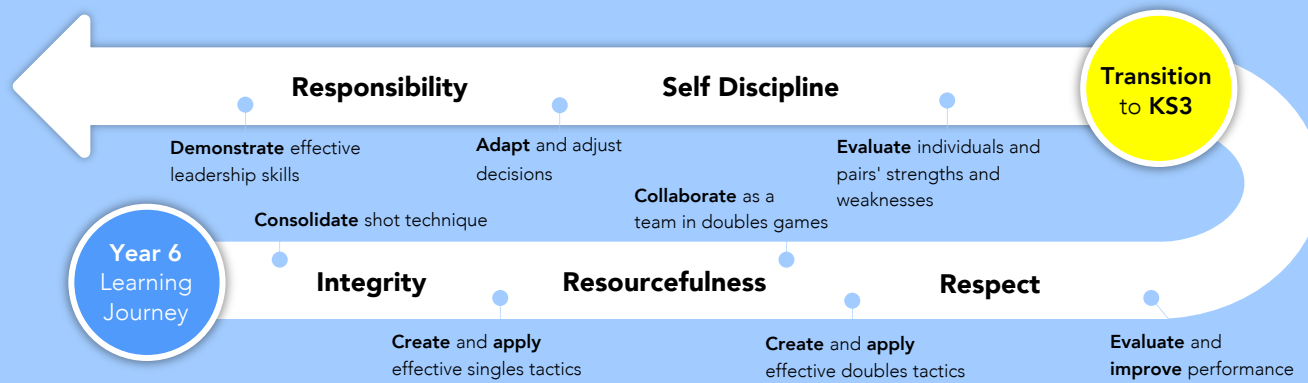 Responsibility
Self Discipline
Transition
to KS3
Demonstrate effective
leadership skills
Adapt and adjust
decisions
Evaluate individuals and
pairs' strengths and
weaknesses
Consolidate shot technique
Collaborate as a
team in doubles games
Year 6
Learning
Journey
Integrity
Resourcefulness
Respect
Create and apply
effective singles tactics
Create and apply
effective doubles tactics
Evaluate and
improve performance